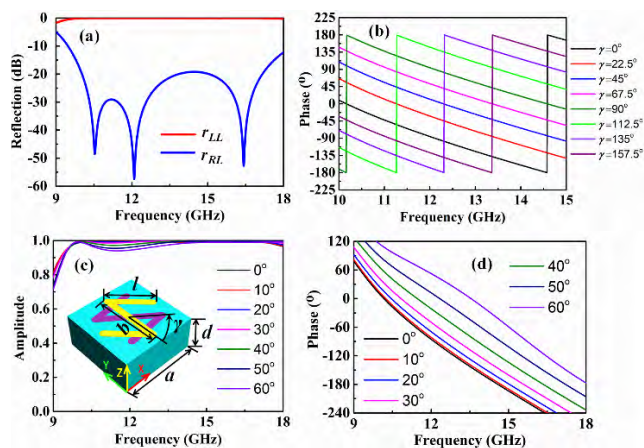 Reflection (dB)
0
-10
-20
-30
-40
-50
-60
(a)
r_LL
r_RL
9 12 15 18
Frequency (GHz)
Phase (°)
225
180
135
90
45
0
-45
-90
-135
-180
-225
(b)
γ=0°
γ=22.5°
γ=45°
γ=67.5°
γ=90°
γ=112.5°
γ=135°
γ=157.5°
10 11 12 13 14 15
Frequency (GHz)
Amplitude
1.0
0.8
0.6
0.4
0.2
0.0
(c)
l
b
γ
d
a
X
Y
Z
0°
10°
20°
30°
40°
50°
60°
9 12 15 18
Frequency (GHz)
Phase (°)
120
60
0
-60
-120
-180
-240
(d)
40°
50°
60°
0°
10°
20°
30°
9 12 15 18
Frequency (GHz)